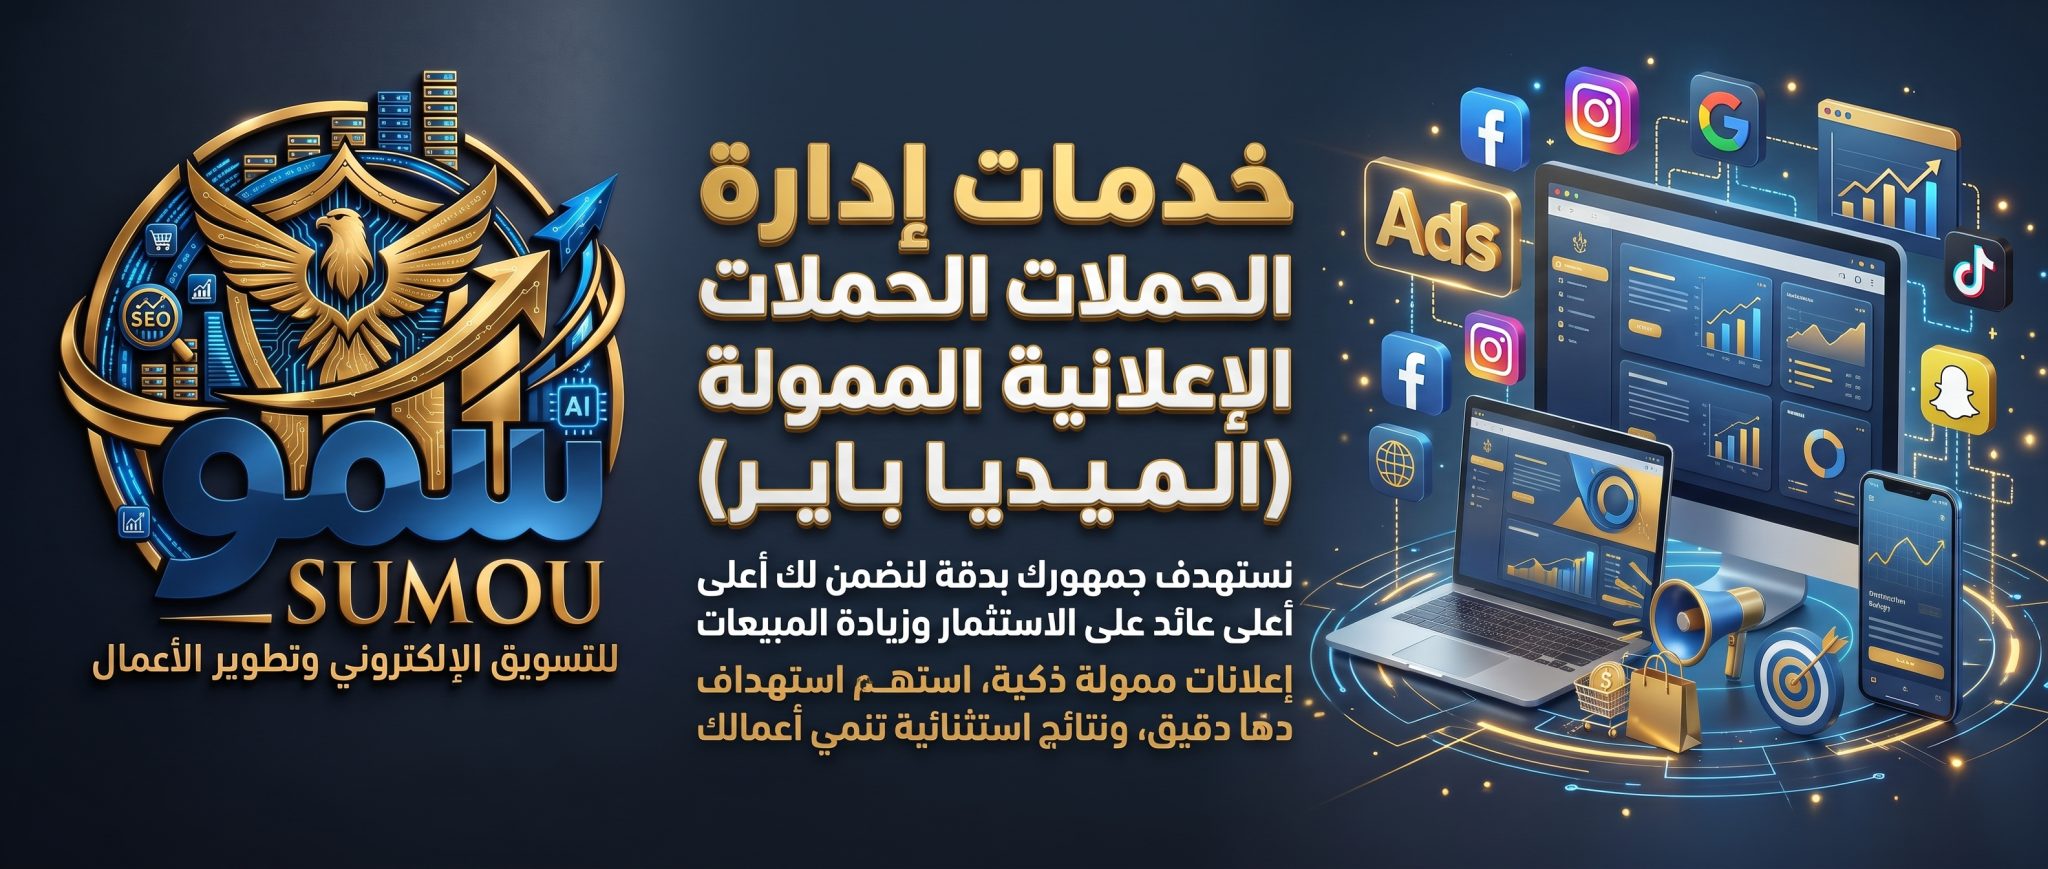 SEO
AI
سمو
SUMOU
للتسويق الإلكتروني وتطوير الأعمال
خدمات إدارة
الحملات الحملات
الإعلانية الممولة
(الميديا باير)
نستهدف جمهورك بدقة لنضمن لك أعلى
أعلى عائد على الاستثمار وزيادة المبيعات
إعلانات ممولة ذكية، استهم استهداف
دها دقيق، ونتائج استثنائية تنمي أعمالك
Ads